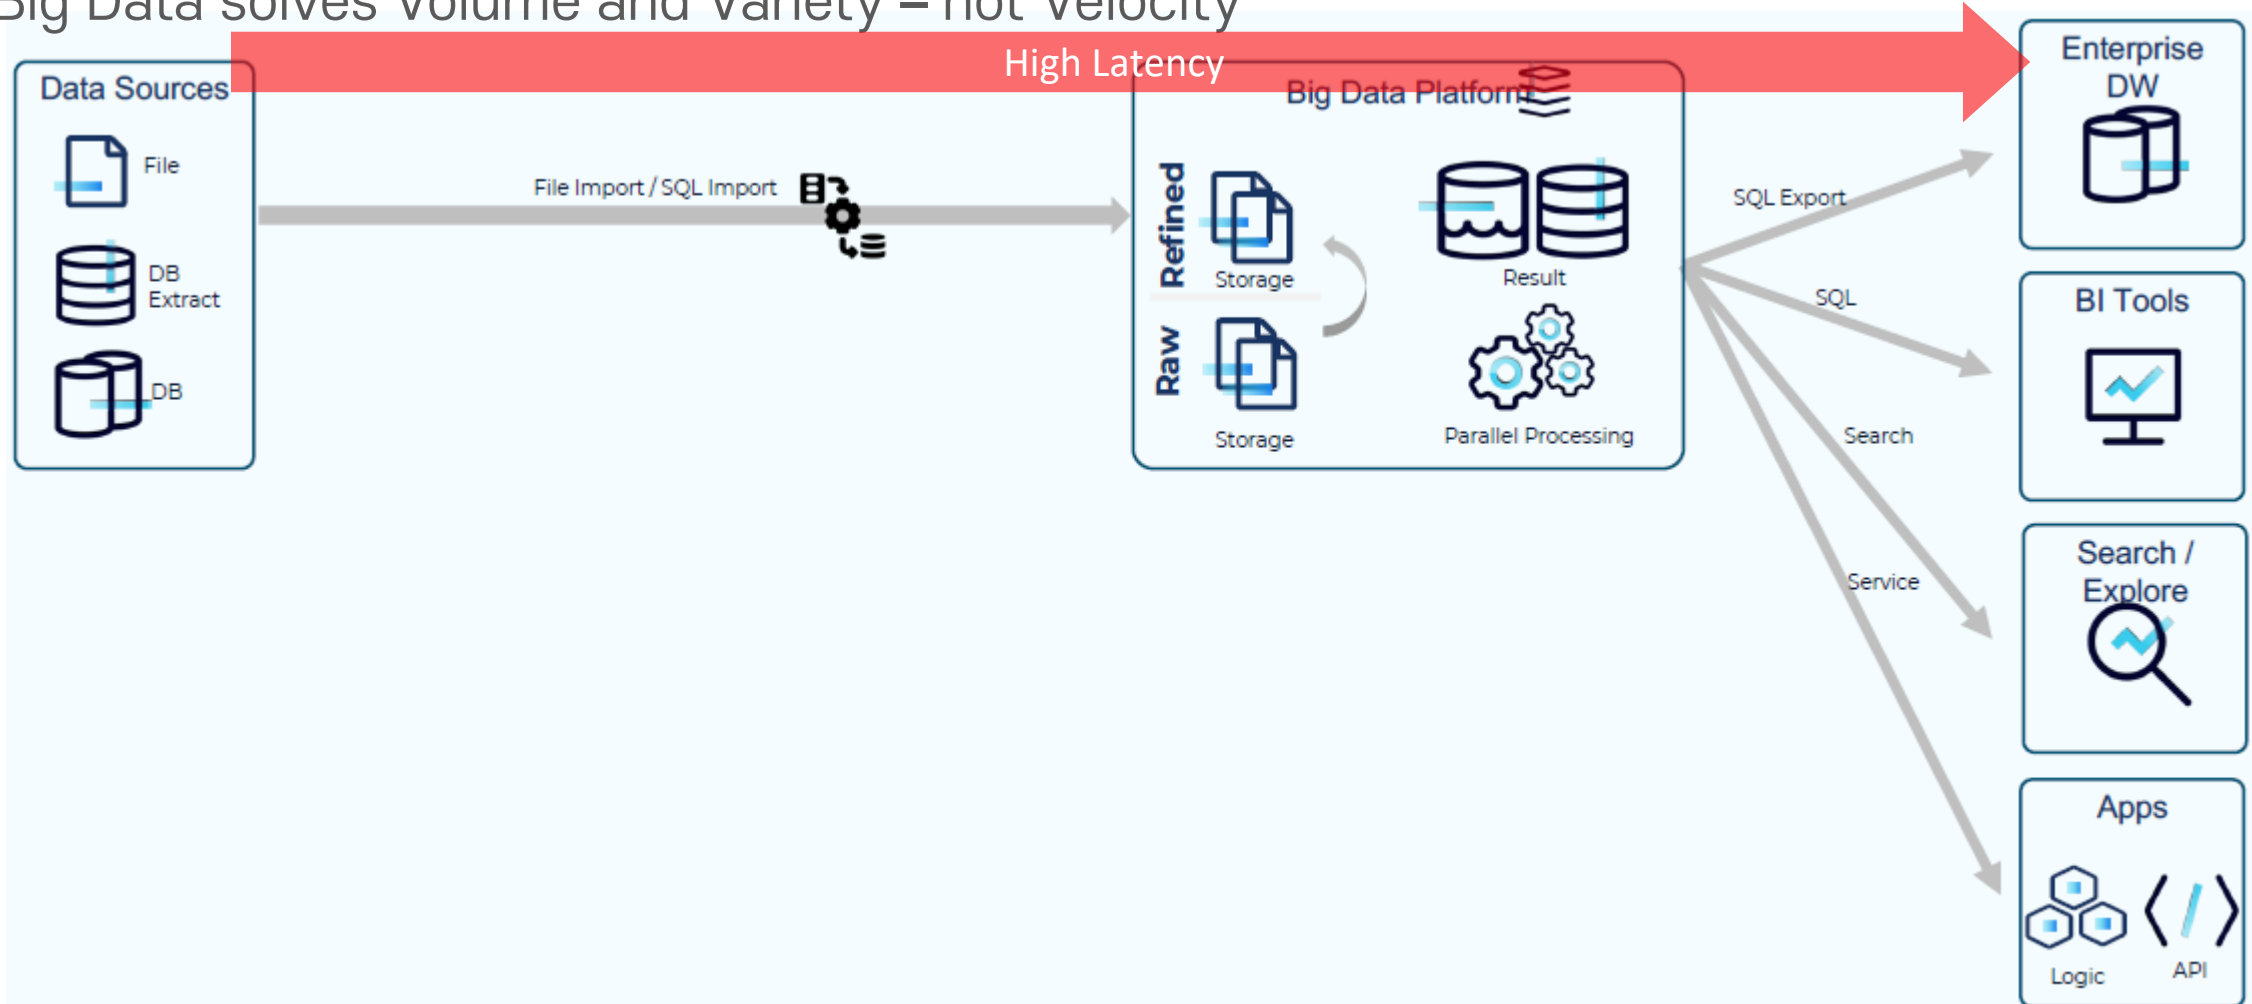 Big Data solves Volume and Variety – not Velocity
High Latency
Data Sources
File
DB
Extract
DB
File Import / SQL Import
Big Data Platform
Refined
Storage
Raw
Storage
Result
Parallel Processing
SQL Export
SQL
Search
Service
Enterprise
DW
BI Tools
Search /
Explore
Apps
Logic
API